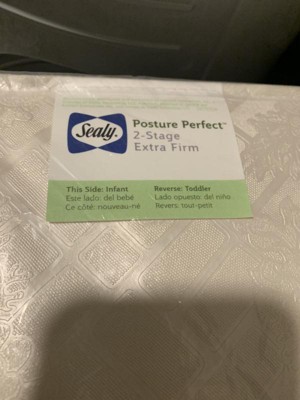 Sealy.
Posture Perfect™
2-Stage
Extra Firm
This Side: Infant
Este lado: del bebé
Ce côté: nouveau-né
Reverse: Toddler
Lado opuesto: del niño
Revers: tout-petit